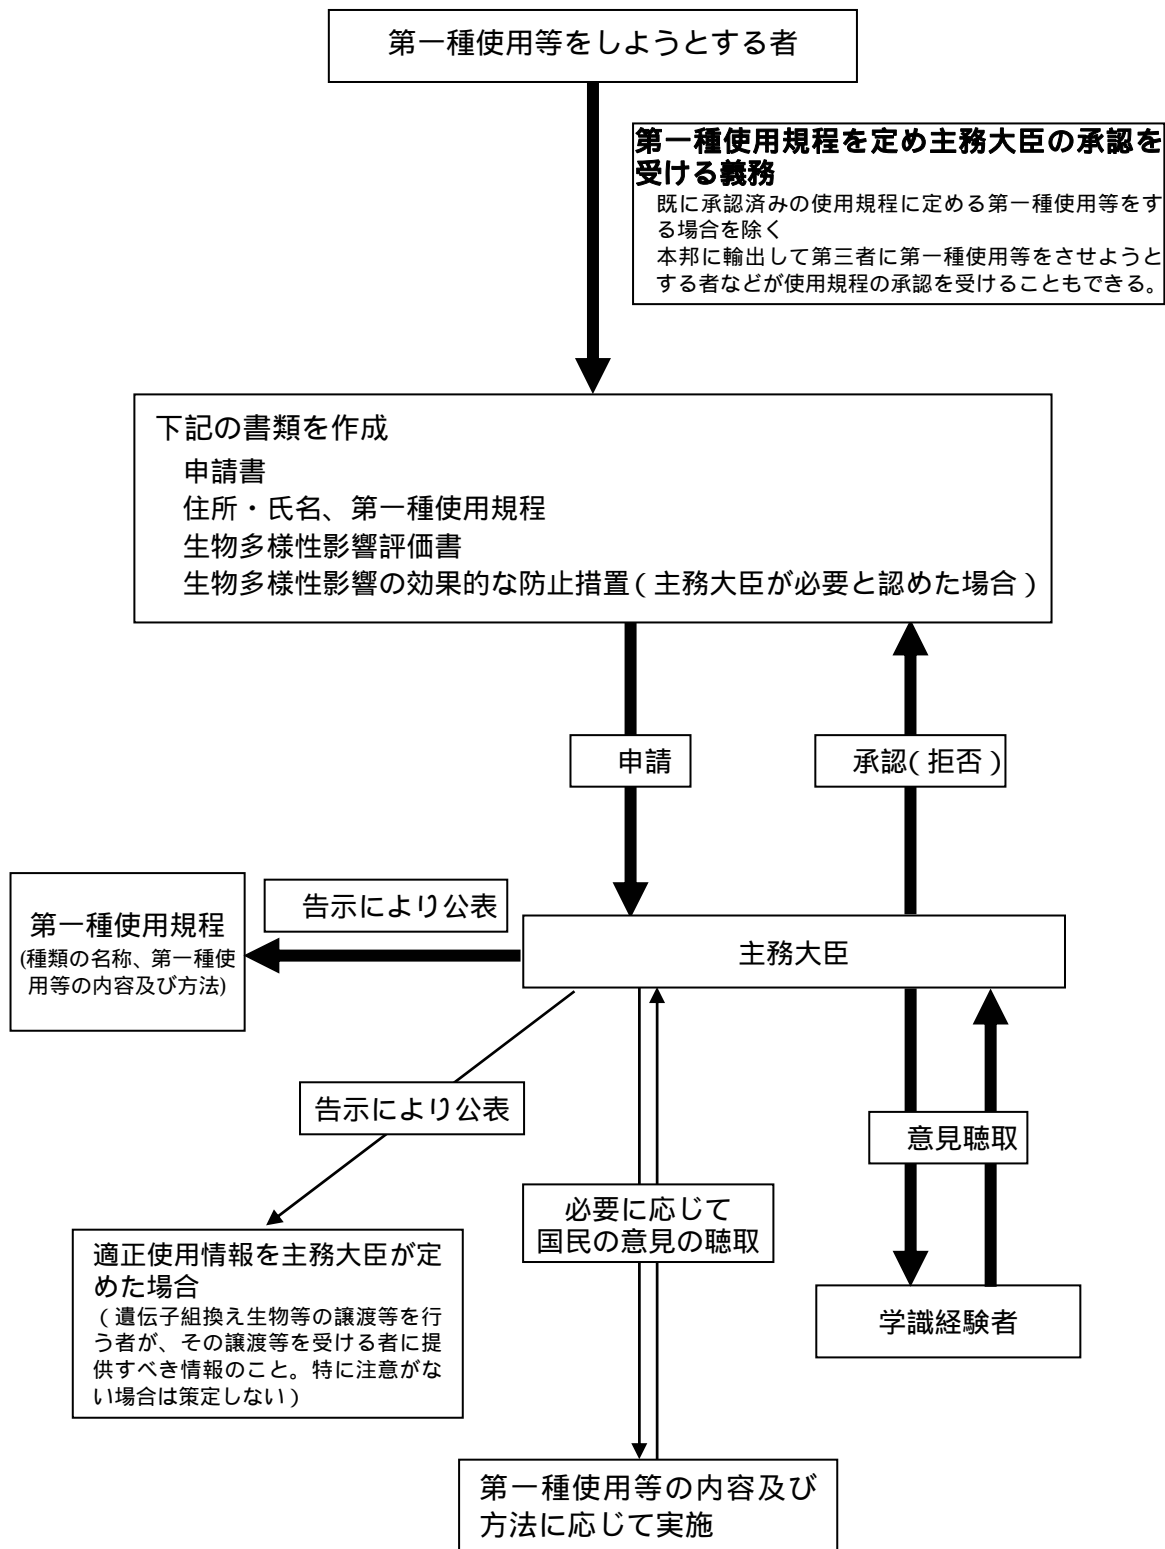 第一種使用等をしようとする者
第一種使用規程を定め主務大臣の承認を
受ける義務
既に承認済みの使用規程に定める第一種使用等をす
る場合を除く
本邦に輸出して第三者に第一種使用等をさせようと
する者などが使用規程の承認を受けることもできる。
下記の書類を作成
申請書
住所・氏名、第一種使用規程
生物多様性影響評価書
生物多様性影響の効果的な防止措置(主務大臣が必要と認めた場合)
申請
承認(拒否)
告示により公表
第一種使用規程
(種類の名称、第一種使
用等の内容及び方法)
主務大臣
告示により公表
意見聴取
必要に応じて
国民の意見の聴取
適正使用情報を主務大臣が定
めた場合
(遺伝子組換え生物等の譲渡等を行
う者が、その譲渡等を受ける者に提
供すべき情報のこと。特に注意がな
い場合は策定しない)
学識経験者
第一種使用等の内容及び
方法に応じて実施